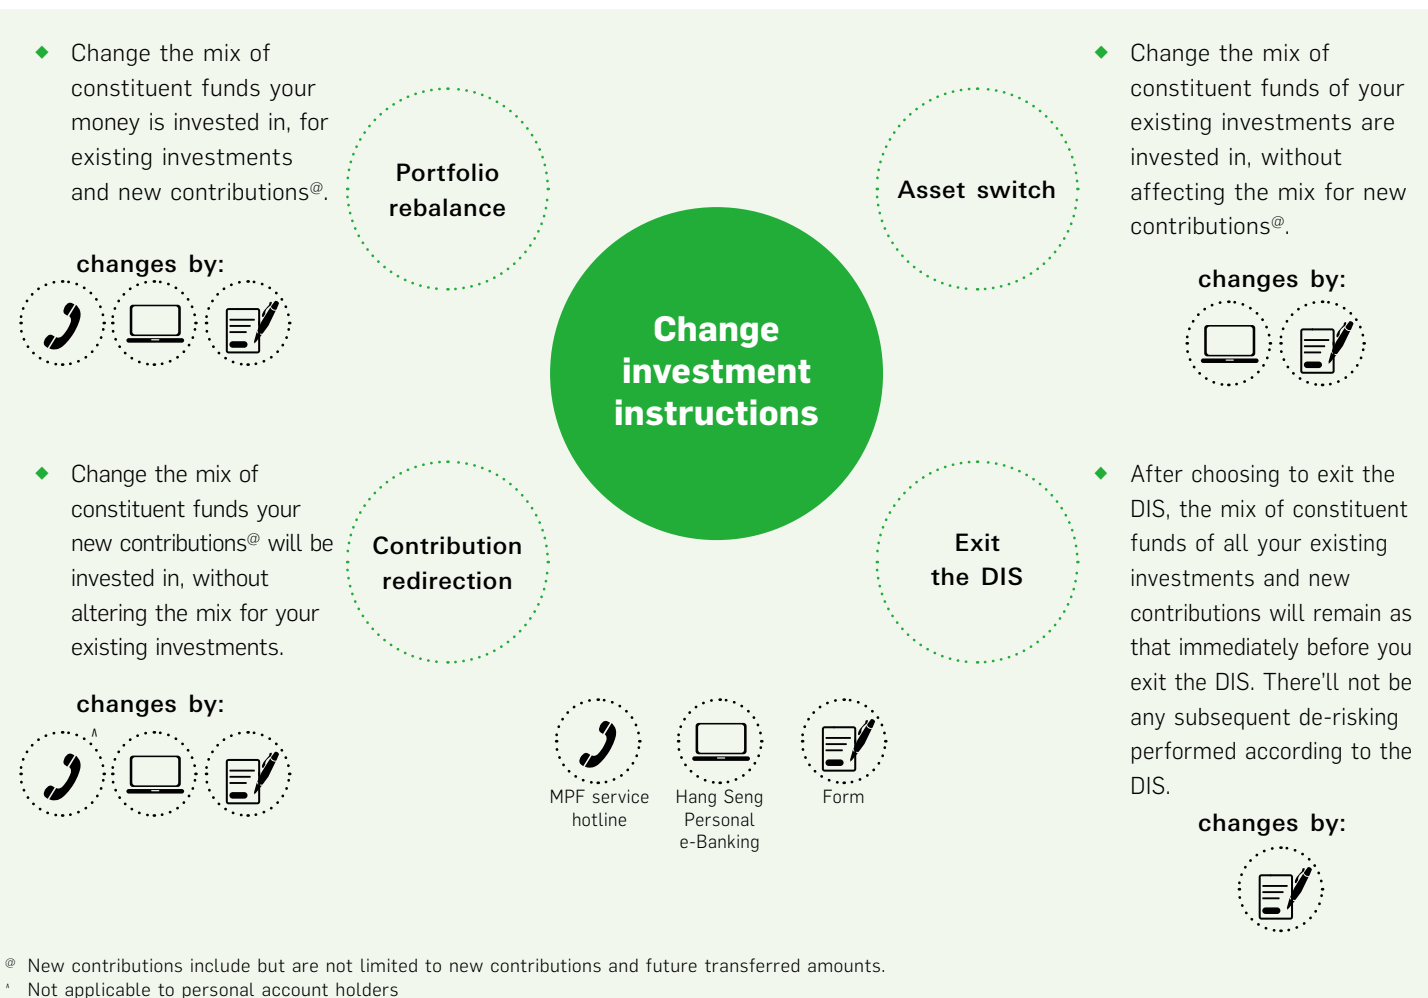 ◆ Change the mix of
constituent funds your
money is invested in, for
existing investments
and new contributions@.
changes by:
Portfolio
rebalance
Asset switch
◆ Change the mix of
constituent funds of your
existing investments are
invested in, without
affecting the mix for new
contributions@.
changes by:
Change
investment
instructions
◆ Change the mix of
constituent funds your
new contributions@ will be
invested in, without
altering the mix for your
existing investments.
changes by:
^
Contribution
redirection
Exit
the DIS
◆ After choosing to exit the
DIS, the mix of constituent
funds of all your existing
investments and new
contributions will remain as
that immediately before you
exit the DIS. There'll not be
any subsequent de-risking
performed according to the
DIS.
changes by:
MPF service
hotline
Hang Seng
Personal
e-Banking
Form
@ New contributions include but are not limited to new contributions and future transferred amounts.
^ Not applicable to personal account holders